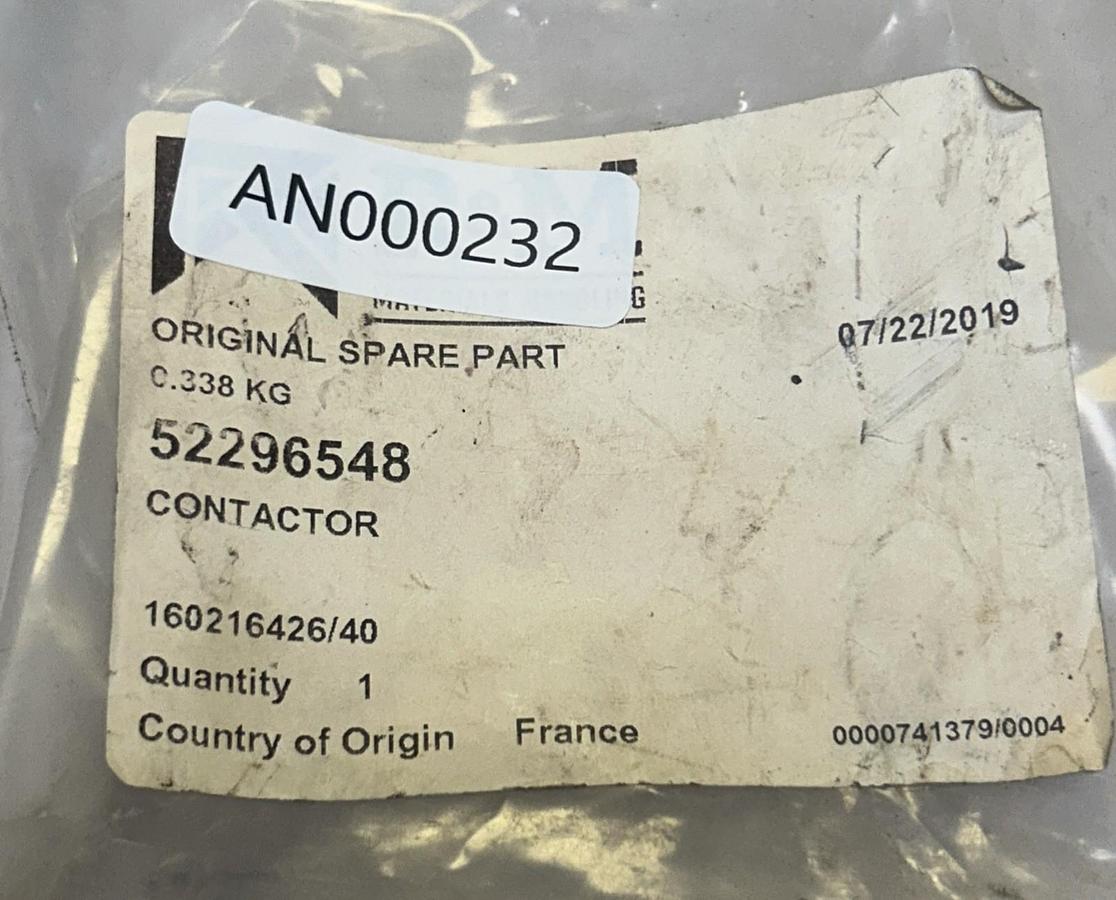 AN000232
ORIGINAL SPARE PART
07/22/2019
0.338 KG
52296548
CONTACTOR
160216426/40
Quantity 1
Country of Origin France
0000741379/0004